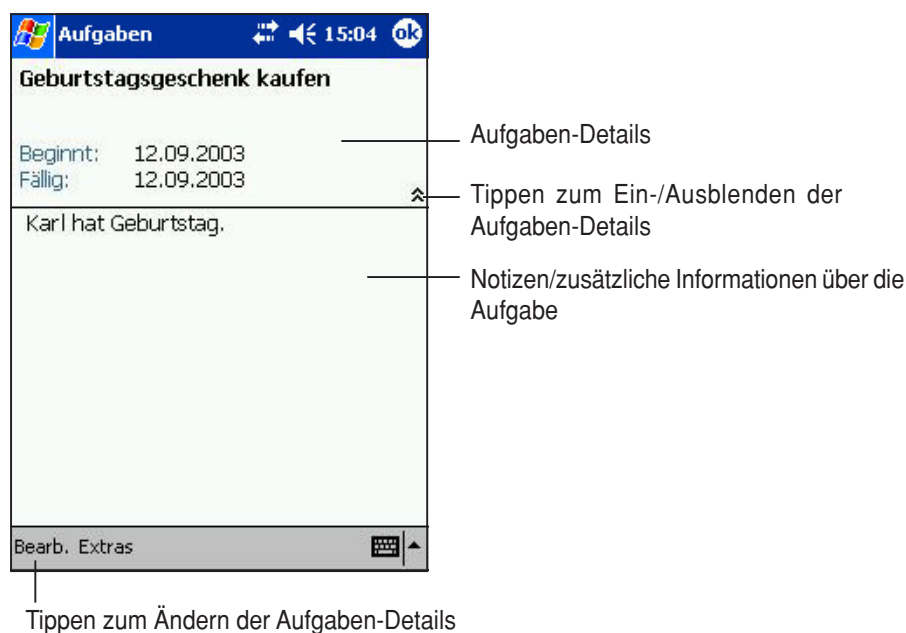 Aufgaben 15:04 ok
Geburtstagsgeschenk kaufen
Beginnt: 12.09.2003
Fällig: 12.09.2003
Karl hat Geburtstag.
Bearb. Extras
Aufgaben-Details
Tippen zum Ein-/Ausblenden der
Aufgaben-Details
Notizen/zusätzliche Informationen über die
Aufgabe
Tippen zum Ändern der Aufgaben-Details